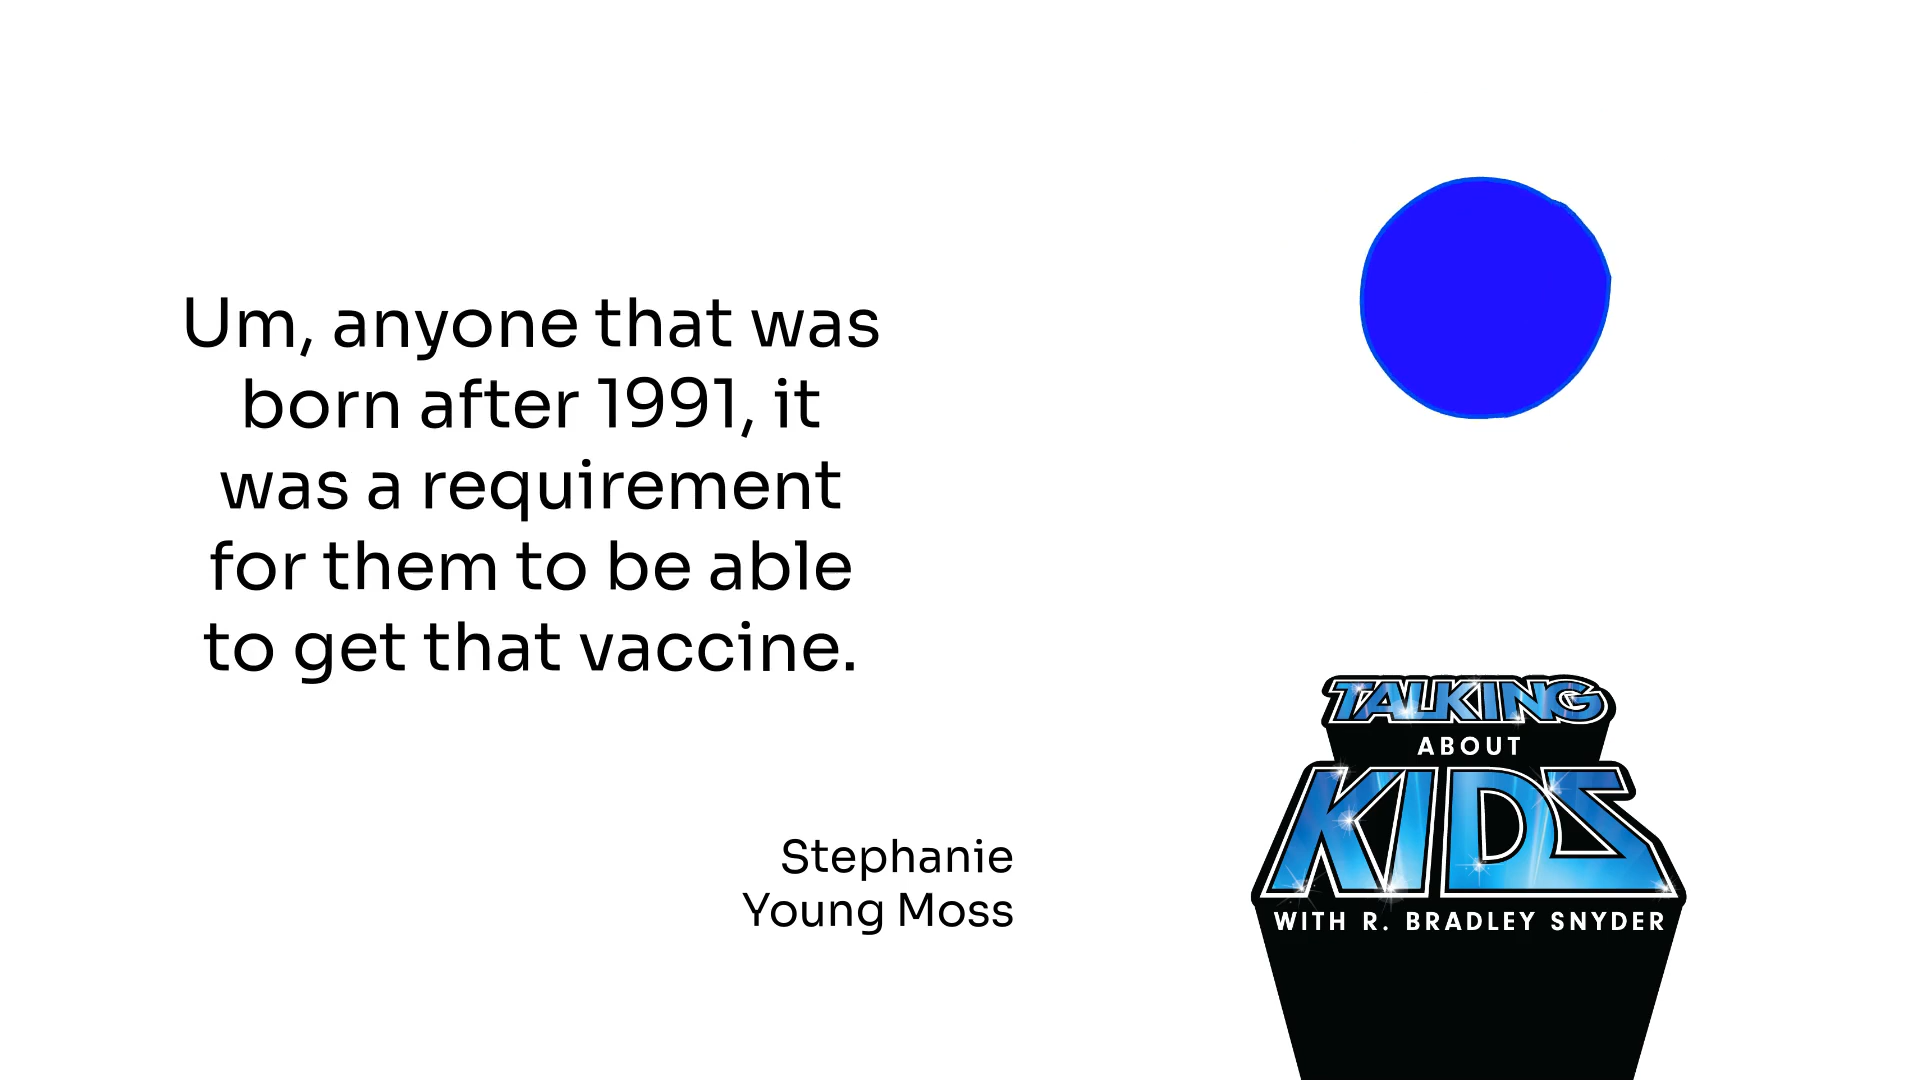 Um, anyone that was
born after 1991, it
was a requirement
for them to be able
to get that vaccine.
Stephanie
Young Moss
TALKING
ABOUT
KIDS
WITH R. BRADLEY SNYDER